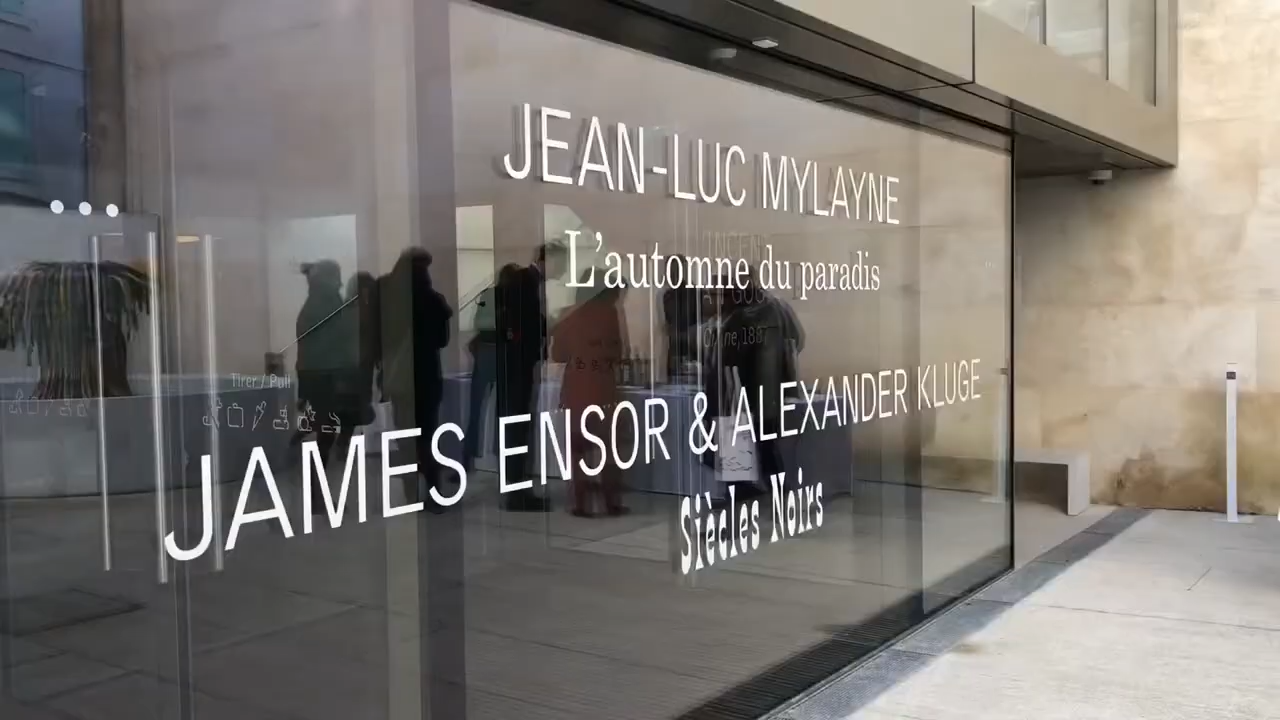 JEAN-LUC MYLAYNE
L'automne du paradis
JAMES ENSOR & ALEXANDER KLUGE
Siècles Noirs
Tirer / Pull